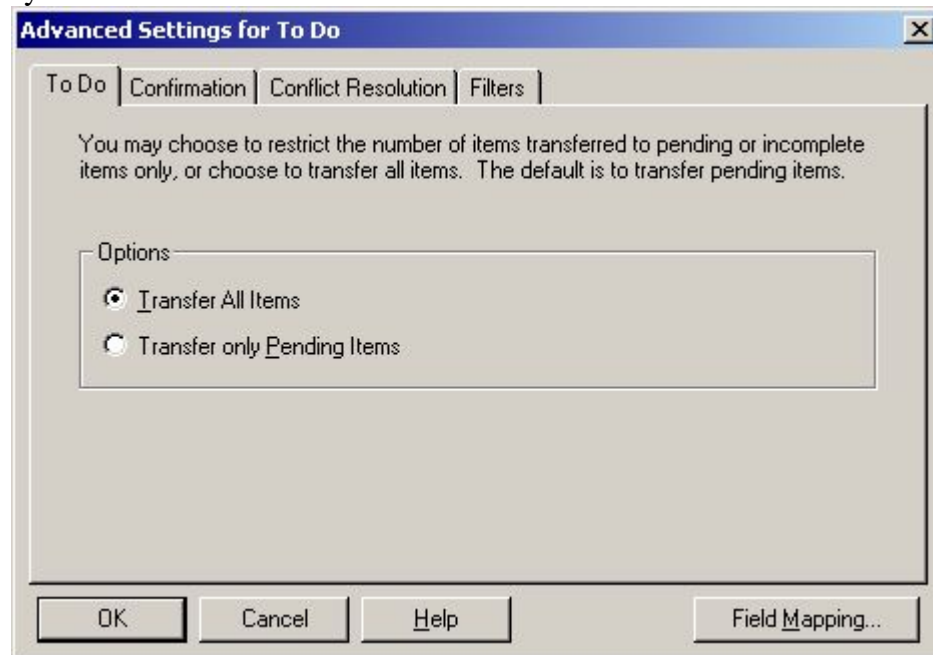 Advanced Settings for To Do
To Do Confirmation Conflict Resolution Filters
You may choose to restrict the number of items transferred to pending or incomplete
items only, or choose to transfer all items. The default is to transfer pending items.
Options
Transfer All Items
Transfer only Pending Items
OK Cancel Help Field Mapping...